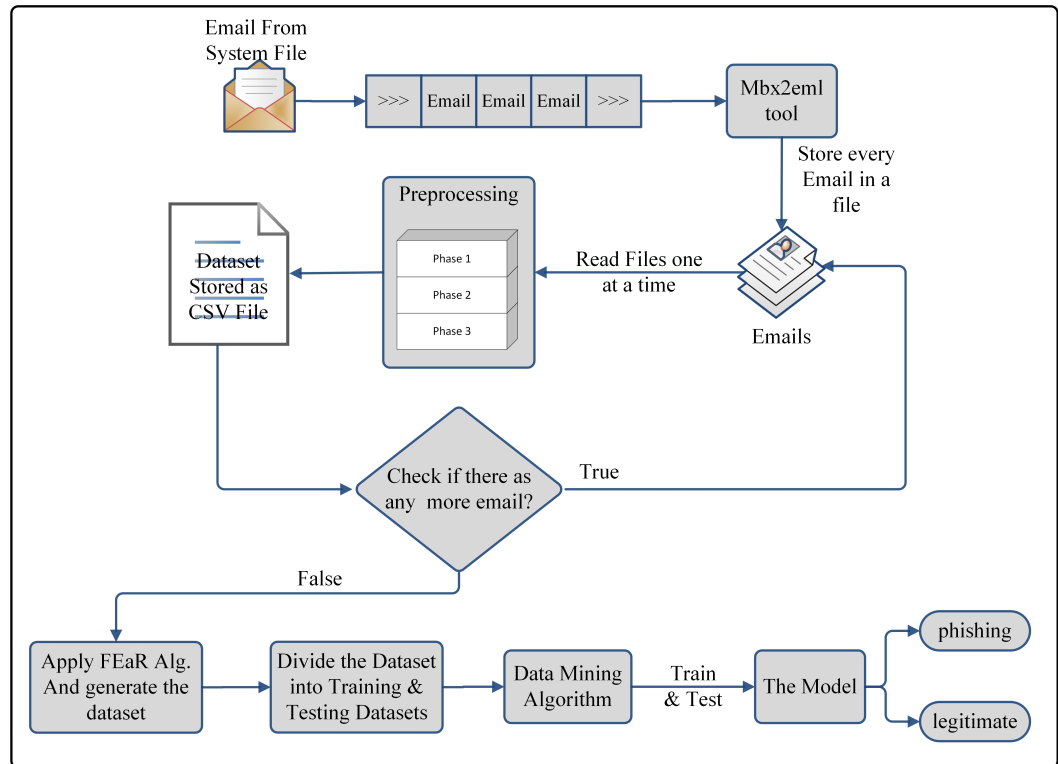 Email From
System File
>>>
Email
Email
Email
>>>
Mbx2eml
tool
Store every
Email in a
file
Preprocessing
Phase 1
Phase 2
Phase 3
Dataset
Stored as
CSV File
Read Files one
at a time
Emails
Check if there as
any more email?
True
False
Apply FEaR Alg.
And generate the
dataset
Divide the Dataset
into Training &
Testing Datasets
Data Mining
Algorithm
Train
& Test
The Model
phishing
legitimate